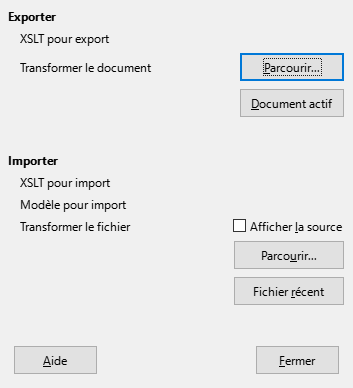 Exporter
XSLT pour export
Transformer le document
Parcourir...
Document actif
Importer
XSLT pour import
Modèle pour import
Transformer le fichier
Afficher la source
Parcourir...
Fichier récent
Aide
Fermer